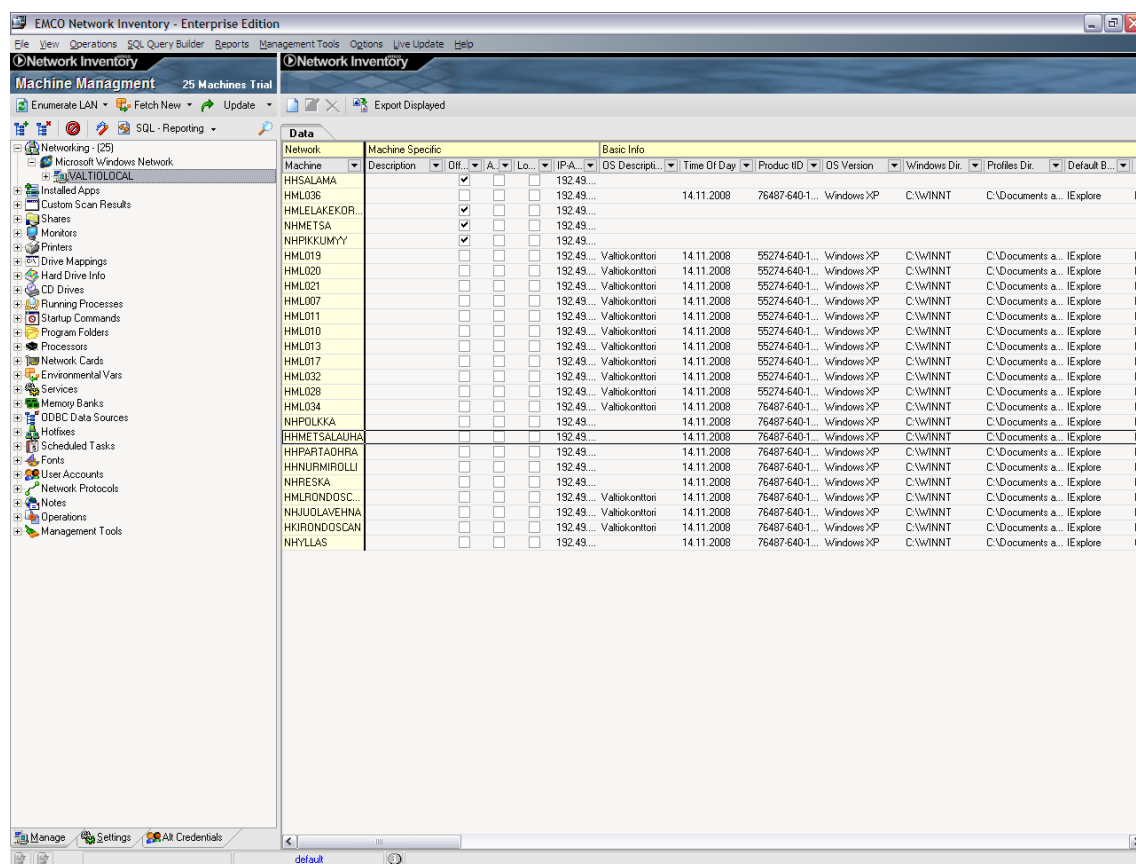 EMCO Network Inventory - Enterprise Edition
File View Operations SQL Query Builder Reports Management Tools Options Live Update Help
Network Inventory
Network Inventory
Machine Managment 25 Machines Trial
Enumerate LAN Fetch New Update
Export Displayed
SQL - Reporting
Networking - (25)
Microsoft Windows Network
VALTIOLOCAL
Installed Apps
Custom Scan Results
Shares
Monitors
Printers
Drive Mappings
Hard Drive Info
CD Drives
Running Processes
Startup Commands
Program Folders
Processors
Network Cards
Environmental Vars
Services
Memory Banks
ODBC Data Sources
Hotfixes
Scheduled Tasks
Fonts
User Accounts
Network Protocols
Notes
Operations
Management Tools
Data
Network Machine Specific Basic Info
Machine Description Off... A.. Lo... IP-A... OS Descripti... Time Of Day Produc tID OS Version Windows Dir. Profiles Dir. Default B...
HHSALAMA 192.49....
HML036 192.49.... 14.11.2008 76487-640-1... Windows XP C:\WINNT C:\Documents a... IExplore
HMLELAKEKOR... 192.49....
NHMETSA 192.49....
NHPIKKUMYY 192.49....
HML019 192.49.... Valtiokonttori 14.11.2008 55274-640-1... Windows XP C:\WINNT C:\Documents a... IExplore
HML020 192.49.... Valtiokonttori 14.11.2008 55274-640-1... Windows XP C:\WINNT C:\Documents a... IExplore
HML021 192.49.... Valtiokonttori 14.11.2008 55274-640-1... Windows XP C:\WINNT C:\Documents a... IExplore
HML007 192.49.... Valtiokonttori 14.11.2008 55274-640-1... Windows XP C:\WINNT C:\Documents a... IExplore
HML011 192.49.... Valtiokonttori 14.11.2008 55274-640-1... Windows XP C:\WINNT C:\Documents a... IExplore
HML010 192.49.... Valtiokonttori 14.11.2008 55274-640-1... Windows XP C:\WINNT C:\Documents a... IExplore
HML013 192.49.... Valtiokonttori 14.11.2008 55274-640-1... Windows XP C:\WINNT C:\Documents a... IExplore
HML017 192.49.... Valtiokonttori 14.11.2008 55274-640-1... Windows XP C:\WINNT C:\Documents a... IExplore
HML032 192.49.... Valtiokonttori 14.11.2008 55274-640-1... Windows XP C:\WINNT C:\Documents a... IExplore
HML028 192.49.... Valtiokonttori 14.11.2008 55274-640-1... Windows XP C:\WINNT C:\Documents a... IExplore
HML034 192.49.... Valtiokonttori 14.11.2008 76487-640-1... Windows XP C:\WINNT C:\Documents a... IExplore
NHPOLKKA 192.49.... 14.11.2008 76487-640-1... Windows XP C:\WINNT C:\Documents a... IExplore
HHMETSALAUHA 192.49.... 14.11.2008 76487-640-1... Windows XP C:\WINNT C:\Documents a... IExplore
HHPARTAOHRA 192.49.... 14.11.2008 76487-640-1... Windows XP C:\WINNT C:\Documents a... IExplore
HHNURMIROLLI 192.49.... 14.11.2008 76487-640-1... Windows XP C:\WINNT C:\Documents a... IExplore
NHRESKA 192.49.... 14.11.2008 76487-640-1... Windows XP C:\WINNT C:\Documents a... IExplore
HMLRONDOSC... 192.49.... Valtiokonttori 14.11.2008 76487-640-1... Windows XP C:\WINNT C:\Documents a... IExplore
NHJUOLAVEHNA 192.49.... Valtiokonttori 14.11.2008 76487-640-1... Windows XP C:\WINNT C:\Documents a... IExplore
HKIRONDOSCAN 192.49.... Valtiokonttori 14.11.2008 76487-640-1... Windows XP C:\WINNT C:\Documents a... IExplore
NHYLLAS 192.49.... 14.11.2008 76487-640-1... Windows XP C:\WINNT C:\Documents a... IExplore
Manage Settings Alt Credentials
default